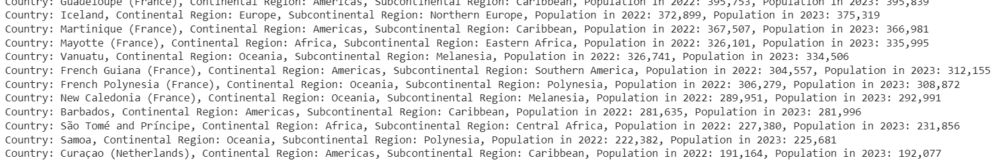 Country: Guadeloupe (France), Continental Region: Americas, Subcontinental Region: Caribbean, Population in 2022: 395,753, Population in 2023: 395,839
Country: Iceland, Continental Region: Europe, Subcontinental Region: Northern Europe, Population in 2022: 372,899, Population in 2023: 375,319
Country: Martinique (France), Continental Region: Americas, Subcontinental Region: Caribbean, Population in 2022: 367,507, Population in 2023: 366,981
Country: Mayotte (France), Continental Region: Africa, Subcontinental Region: Eastern Africa, Population in 2022: 326,101, Population in 2023: 335,995
Country: Vanuatu, Continental Region: Oceania, Subcontinental Region: Melanesia, Population in 2022: 326,741, Population in 2023: 334,506
Country: French Guiana (France), Continental Region: Americas, Subcontinental Region: Southern America, Population in 2022: 304,557, Population in 2023: 312,155
Country: French Polynesia (France), Continental Region: Oceania, Subcontinental Region: Polynesia, Population in 2022: 306,279, Population in 2023: 308,872
Country: New Caledonia (France), Continental Region: Oceania, Subcontinental Region: Melanesia, Population in 2022: 289,951, Population in 2023: 292,991
Country: Barbados, Continental Region: Americas, Subcontinental Region: Caribbean, Population in 2022: 281,635, Population in 2023: 281,996
Country: São Tomé and Príncipe, Continental Region: Africa, Subcontinental Region: Central Africa, Population in 2022: 227,380, Population in 2023: 231,856
Country: Samoa, Continental Region: Oceania, Subcontinental Region: Polynesia, Population in 2022: 222,382, Population in 2023: 225,681
Country: Curaçao (Netherlands), Continental Region: Americas, Subcontinental Region: Caribbean, Population in 2022: 191,164, Population in 2023: 192,077